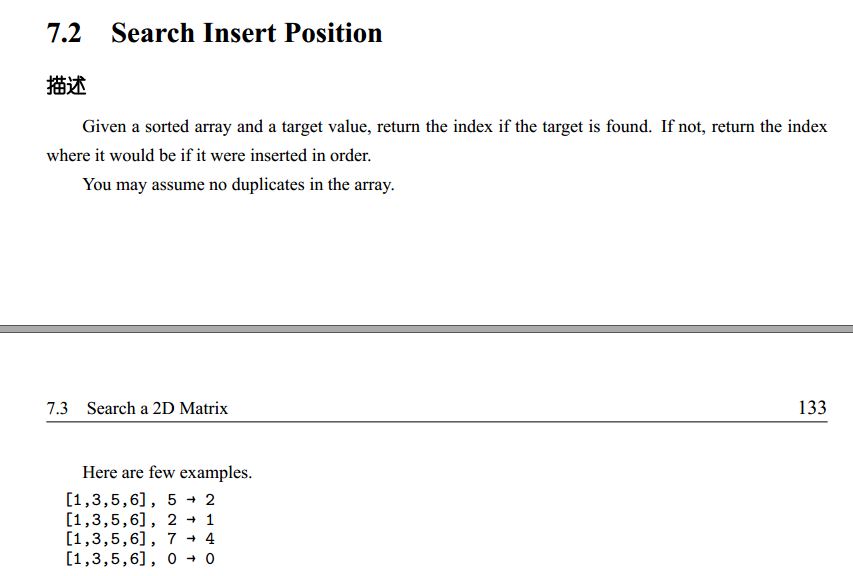 7.2 Search Insert Position
描述
Given a sorted array and a target value, return the index if the target is found. If not, return the index
where it would be if it were inserted in order.
You may assume no duplicates in the array.
7.3 Search a 2D Matrix 133
Here are few examples.
[1,3,5,6], 5 → 2
[1,3,5,6], 2 → 1
[1,3,5,6], 7 → 4
[1,3,5,6], 0 → 0